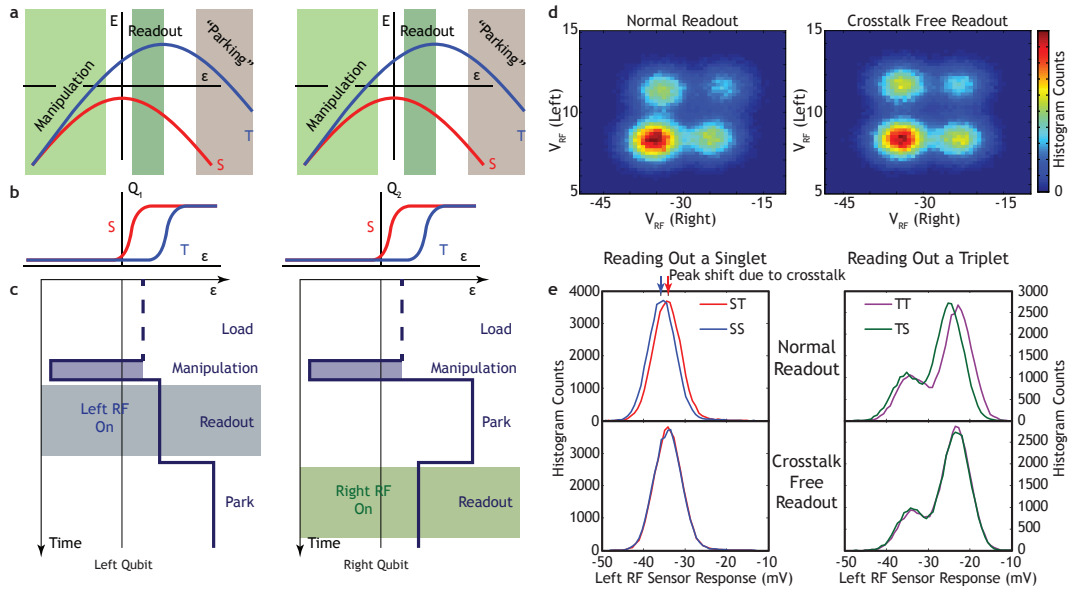 a
E
Readout
"Parking"
Manipulation
ε
T
S
E
Readout
"Parking"
Manipulation
ε
T
S
b
Q1
S
T
ε
Q2
S
T
ε
c
ε
Load
Manipulation
Left RF
On
Readout
Park
Time
Left Qubit
ε
Load
Manipulation
Park
Right RF
On
Readout
Time
Right Qubit
d
Normal Readout
15
10
5
VRF (Left)
-45
-30
-15
VRF (Right)
Crosstalk Free Readout
15
10
5
VRF (Left)
-45
-30
-15
VRF (Right)
Histogram Counts
0
e
Reading Out a Singlet
Reading Out a Triplet
Peak shift due to crosstalk
4000
3000
2000
1000
0
ST
SS
Normal
Readout
TT
TS
3000
2500
2000
1500
1000
500
0
Histogram Counts
3000
2000
1000
0
Crosstalk
Free
Readout
2500
2000
1500
1000
500
0
Histogram Counts
-50
-40
-30
-20
-10
Left RF Sensor Response (mV)
-50
-40
-30
-20
-10
Left RF Sensor Response (mV)